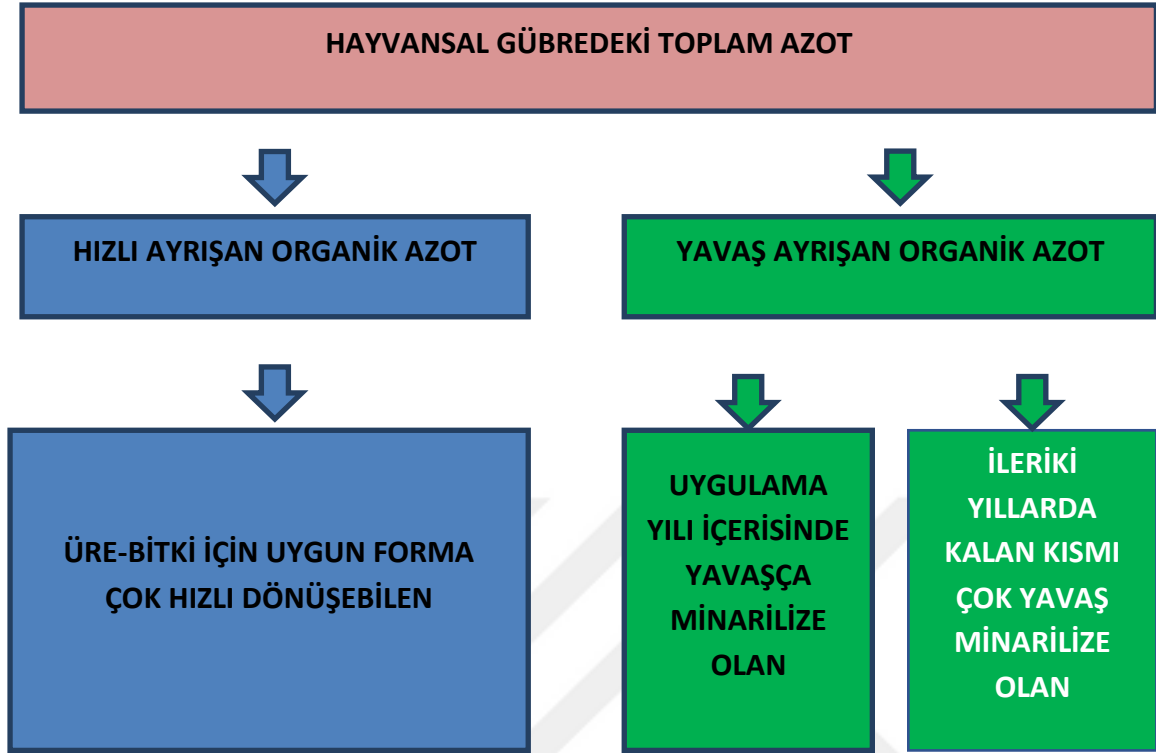 HAYVANSAL GÜBREDEKİ TOPLAM AZOT
HIZLI AYRIŞAN ORGANİK AZOT
YAVAŞ AYRIŞAN ORGANİK AZOT
ÜRE-BİTKİ İÇİN UYGUN FORMA
ÇOK HIZLI DÖNÜŞEBİLEN
UYGULAMA
YILI İÇERİSİNDE
YAVAŞÇA
MİNARİLİZE
OLAN
İLERİKİ
YILLARDA
KALAN KISMI
ÇOK YAVAŞ
MİNARİLİZE
OLAN